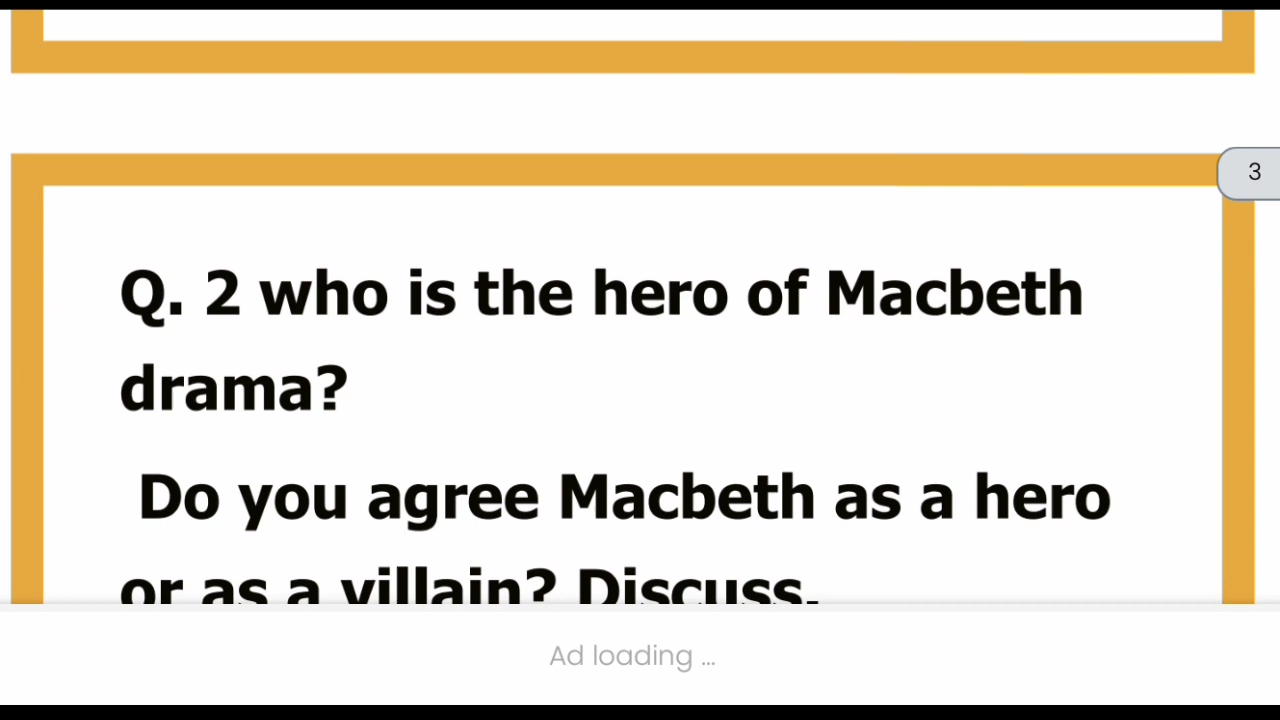 3
Q. 2 who is the hero of Macbeth
drama?
Do you agree Macbeth as a hero
or as a villain? Discuss.
Ad loading ...